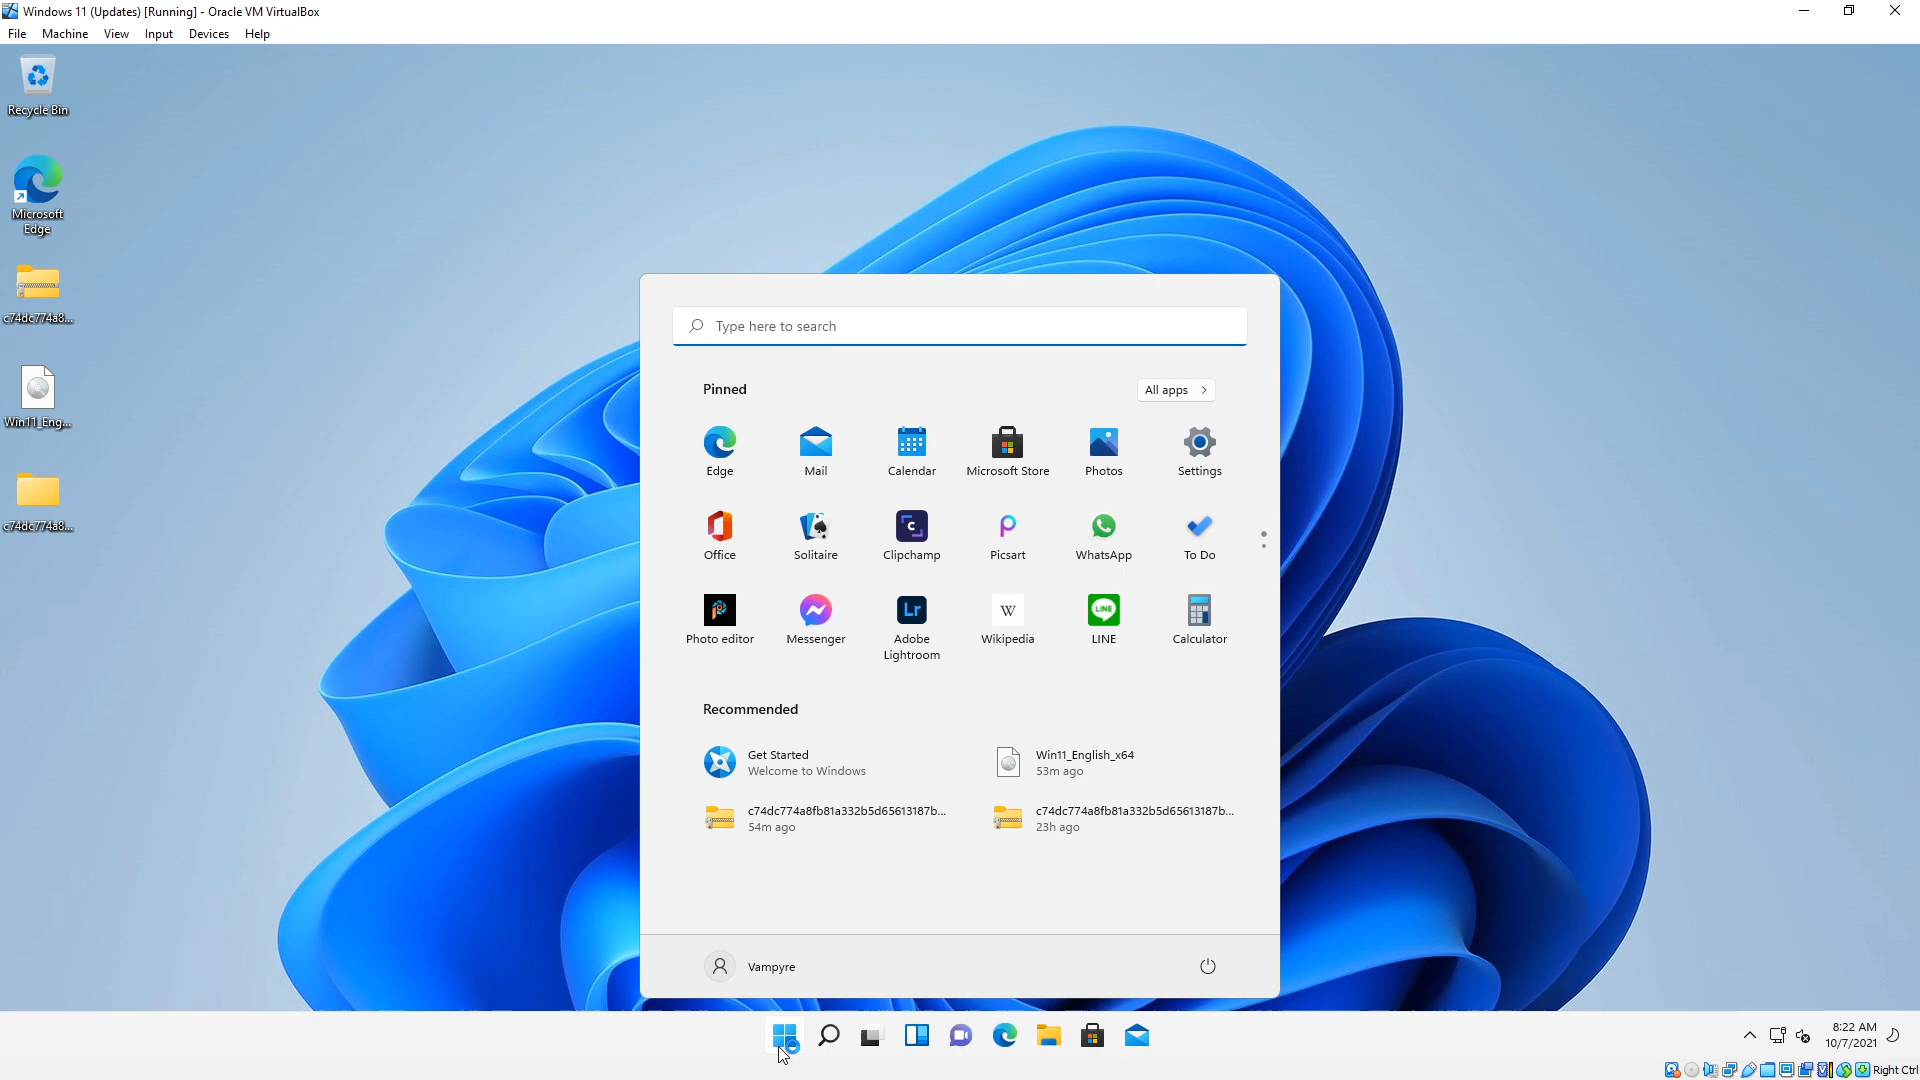 Windows 11 (Updates) [Running] - Oracle VM VirtualBox
File Machine View Input Devices Help
Recycle Bin
Microsoft
Edge
c74dc774a8...
Win11_Eng...
c74dc774a8...
Type here to search
Pinned
All apps
Edge Mail Calendar Microsoft Store Photos Settings
Office Solitaire Clipchamp Picsart WhatsApp To Do
Photo editor Messenger Adobe Lightroom Wikipedia LINE Calculator
Recommended
Get Started
Welcome to Windows
Win11_English_x64
53m ago
c74dc774a8fb81a332b5d65613187b...
54m ago
c74dc774a8fb81a332b5d65613187b...
23h ago
Vampyre
8:22 AM
10/7/2021
Right Ctrl